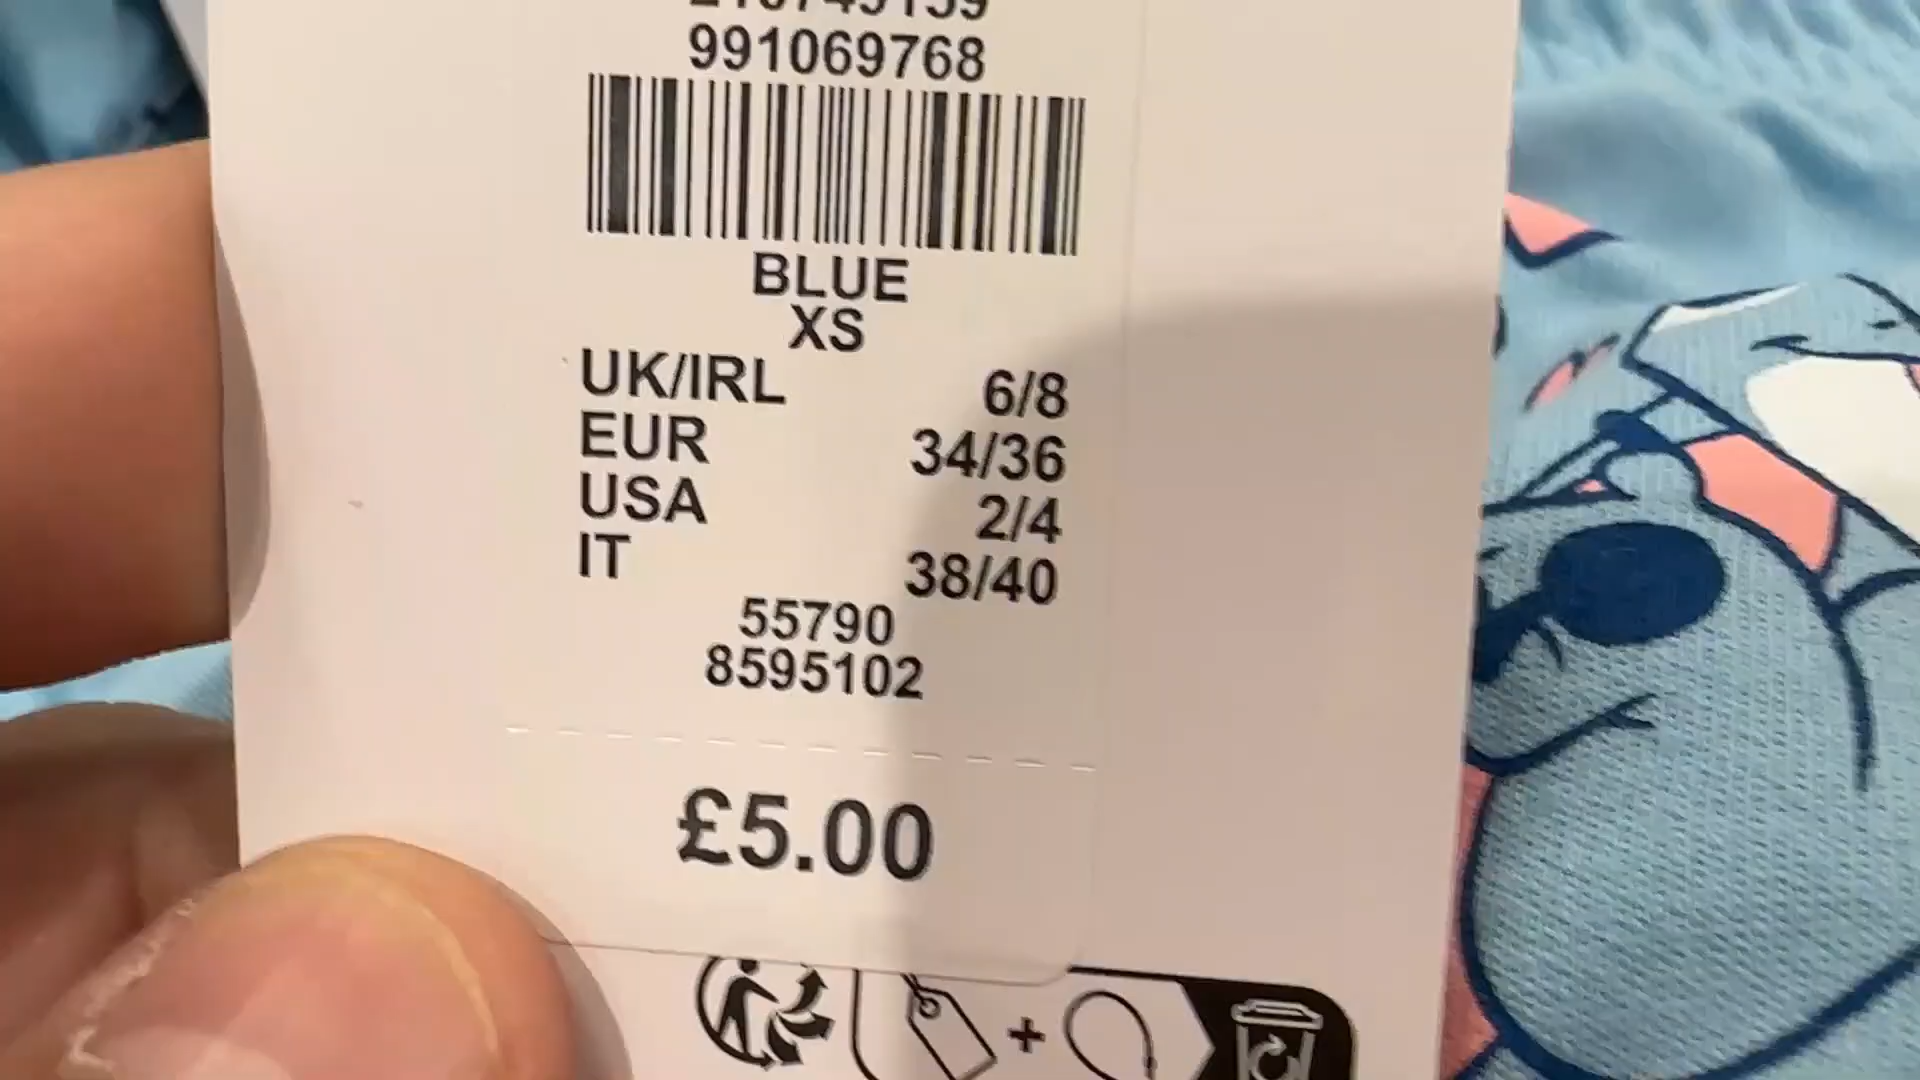 991069768
BLUE
XS
UK/IRL 6/8
EUR 34/36
USA 2/4
IT 38/40
55790
8595102
£5.00
+